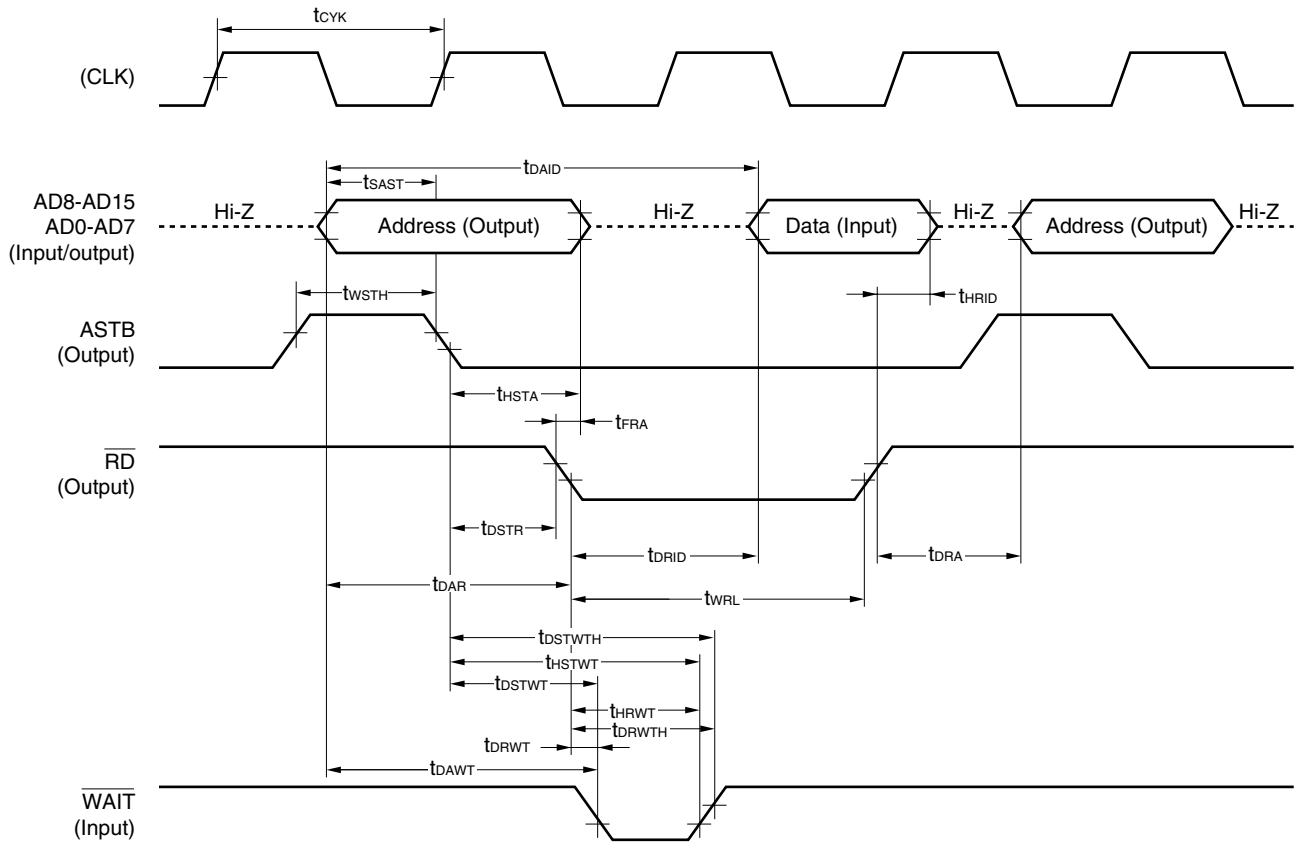 tCYK
(CLK)
tDAID
tSAST
AD8-AD15
AD0-AD7
(Input/output)
Hi-Z
Address (Output)
Hi-Z
Data (Input)
Hi-Z
Address (Output)
Hi-Z
tWSTH
tHRID
ASTB
(Output)
tHSTA
tFRA
RD
(Output)
tDSTR
tDRID
tDRA
tDAR
tWRL
tDSTWTH
tHSTWT
tDSTWT
tHRWT
tDRWTH
tDRWT
tDAWT
WAIT
(Input)